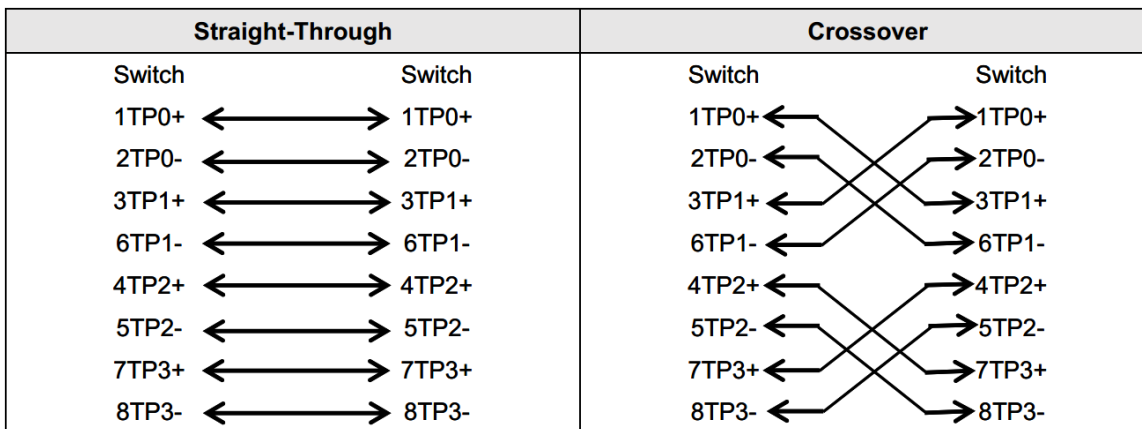 Straight-Through Crossover
Switch Switch Switch Switch
1TP0+ 1TP0+ 1TP0+ 1TP0+
2TP0- 2TP0- 2TP0- 2TP0-
3TP1+ 3TP1+ 3TP1+ 3TP1+
6TP1- 6TP1- 6TP1- 6TP1-
4TP2+ 4TP2+ 4TP2+ 4TP2+
5TP2- 5TP2- 5TP2- 5TP2-
7TP3+ 7TP3+ 7TP3+ 7TP3+
8TP3- 8TP3- 8TP3- 8TP3-